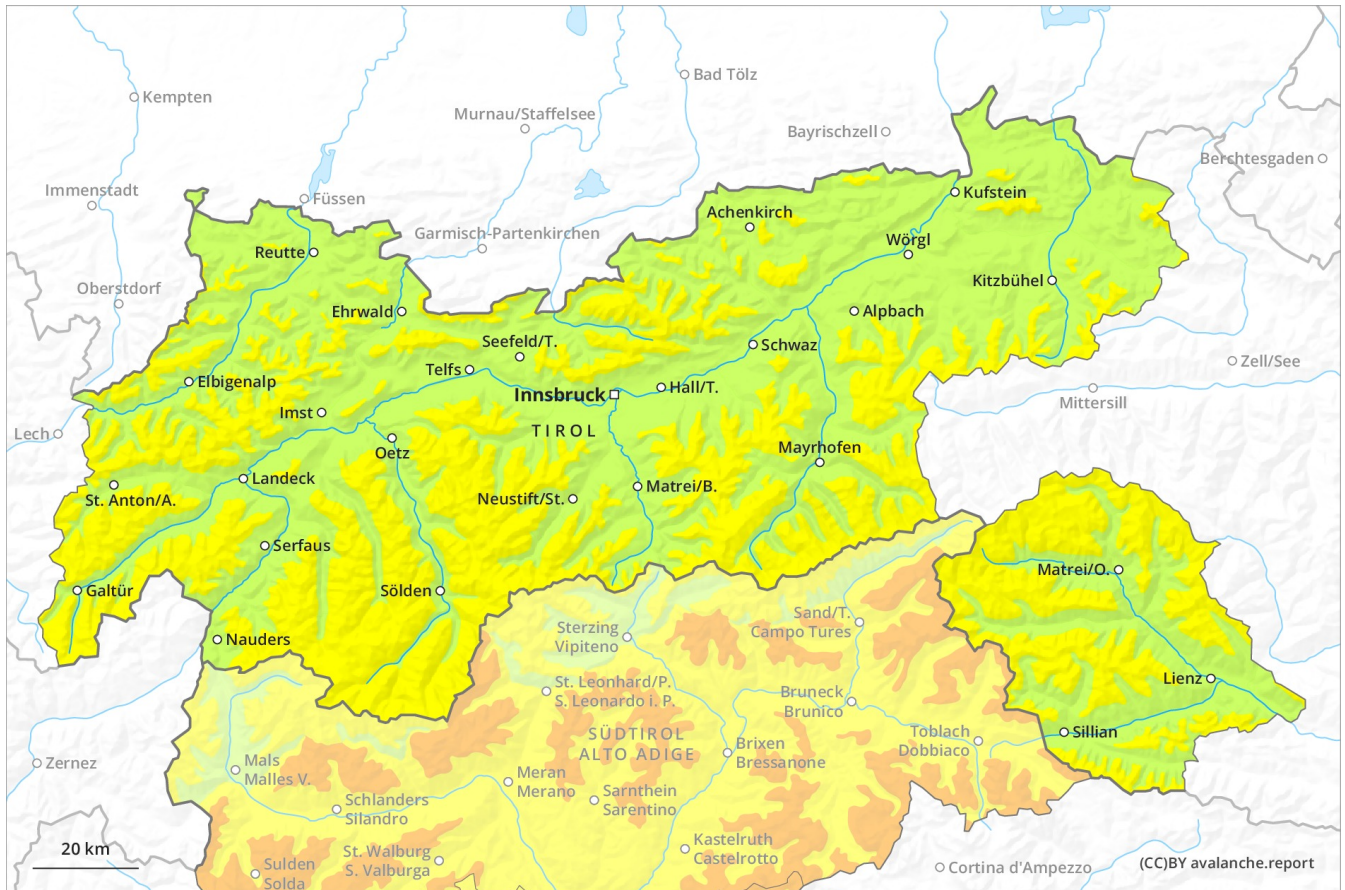 Bad Tölz
Kempten
Murnau/Staffelsee
Bayrischzell
Berchtesgaden
Immenstadt
Füssen
Kufstein
Achenkirch
Garmisch-Partenkirchen
Wörgl
Reutte
Kitzbühel
Oberstdorf
Ehrwald
Alpbach
Seefeld/T.
Schwaz
Zell/See
Telfs
Elbigenalp
Hall/T.
Innsbruck
Mittersill
Imst
Lech
TIROL
Oetz
Mayrhofen
Landeck
St. Anton/A.
Neustift/St.
Matrei/B.
Serfaus
Matrei/O.
Galtür
Sölden
Sand/T.
Campo Tures
Sterzing
Vipiteno
Nauders
Lienz
St. Leonhard/P.
S. Leonardo i. P.
Bruneck
Brunico
SÜDTIROL
ALTO ADIGE
Toblach
Dobbiaco
Sillian
Brixen
Bressanone
Zernez
Mals
Malles V.
Meran
Merano
Sarnthein
Sarentino
Schlanders
Silandro
Kastelruth
Castelrotto
20 km
St. Walburg
S. Valburga
Sulden
Solda
Cortina d'Ampezzo
(CC)BY avalanche.report